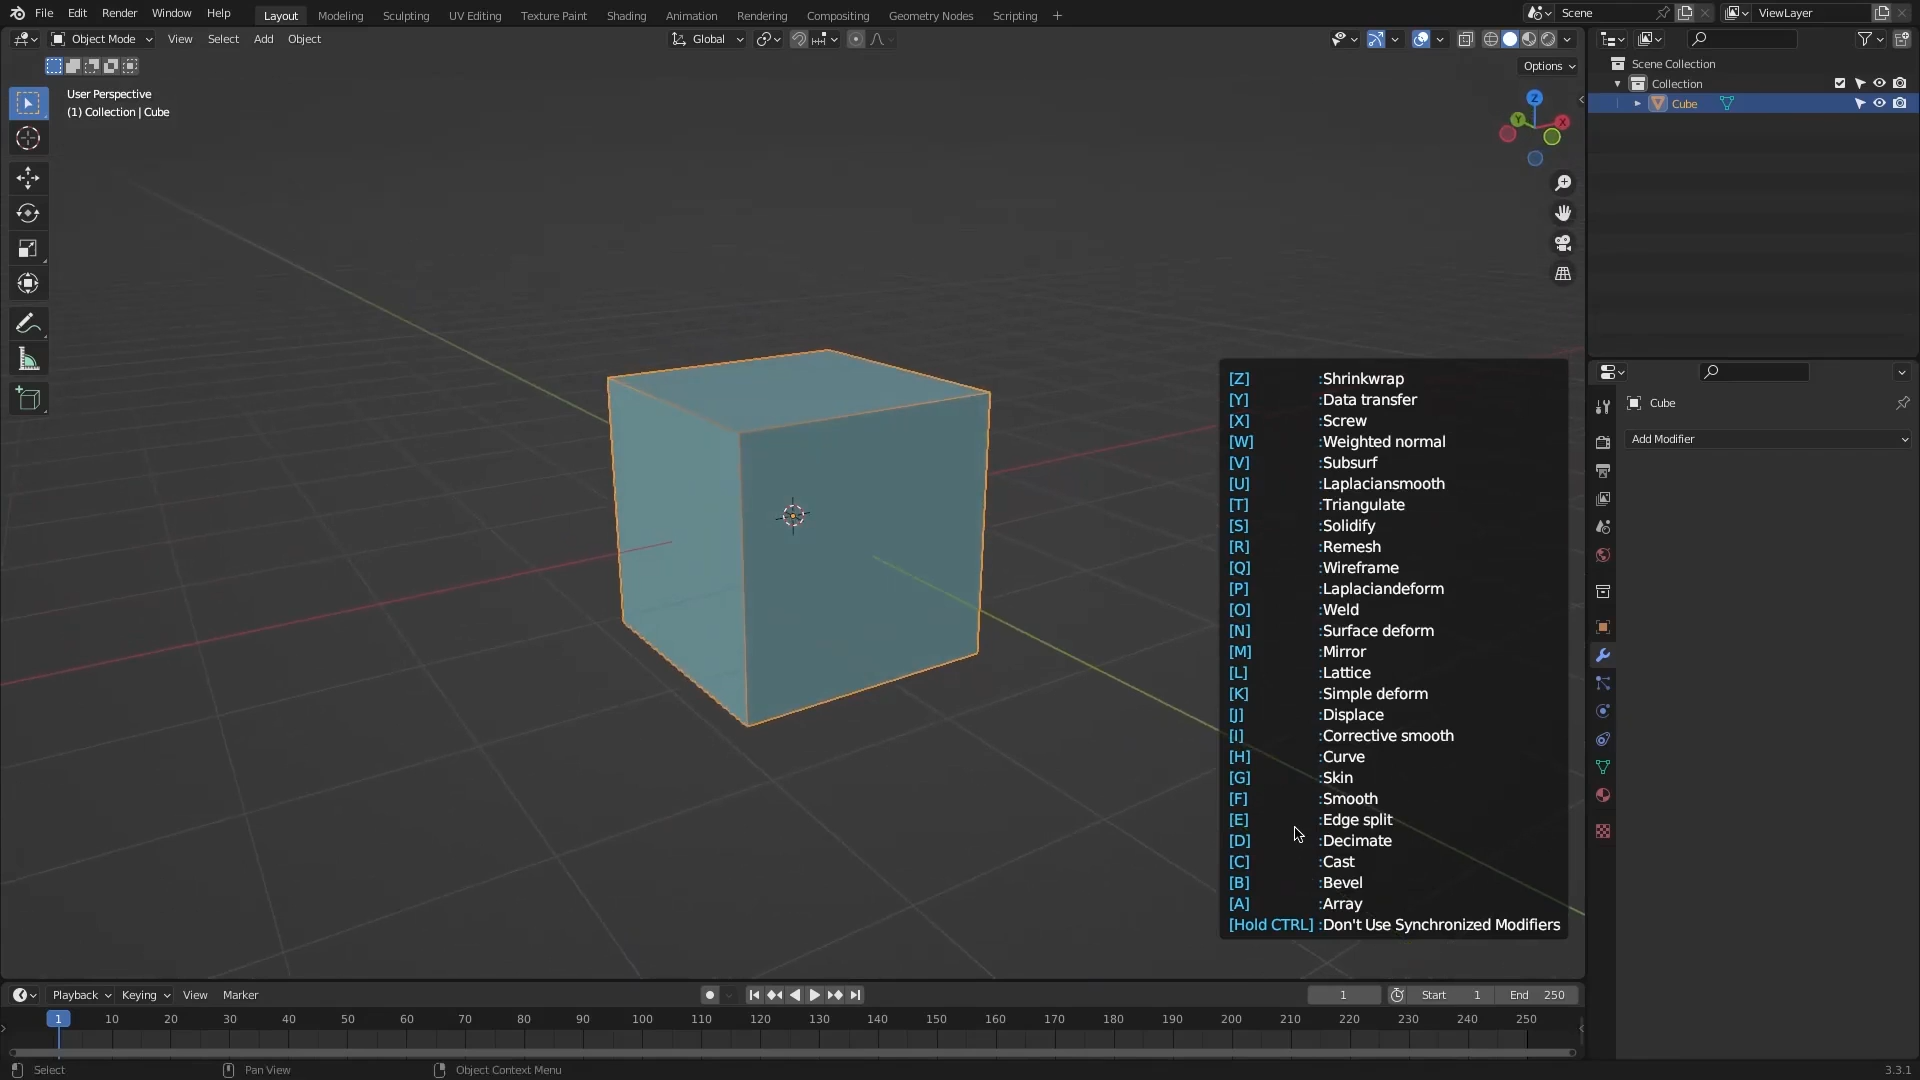 File Edit Render Window Help Layout Modeling Sculpting UV Editing Texture Paint Shading Animation Rendering Compositing Geometry Nodes Scripting + Scene ViewLayer
Object Mode View Select Add Object Global
Options
User Perspective
(1) Collection | Cube
Z
Y
X
Scene Collection
Collection
Cube
Cube
Add Modifier
[Z] :Shrinkwrap
[Y] :Data transfer
[X] :Screw
[W] :Weighted normal
[V] :Subsurf
[U] :Laplaciansmooth
[T] :Triangulate
[S] :Solidify
[R] :Remesh
[Q] :Wireframe
[P] :Laplaciandeform
[O] :Weld
[N] :Surface deform
[M] :Mirror
[L] :Lattice
[K] :Simple deform
[J] :Displace
[I] :Corrective smooth
[H] :Curve
[G] :Skin
[F] :Smooth
[E] :Edge split
[D] :Decimate
[C] :Cast
[B] :Bevel
[A] :Array
[Hold CTRL] :Don't Use Synchronized Modifiers
Playback Keying View Marker 1 Start 1 End 250
1 10 20 30 40 50 60 70 80 90 100 110 120 130 140 150 160 170 180 190 200 210 220 230 240 250
Select Pan View Object Context Menu 3.3.1